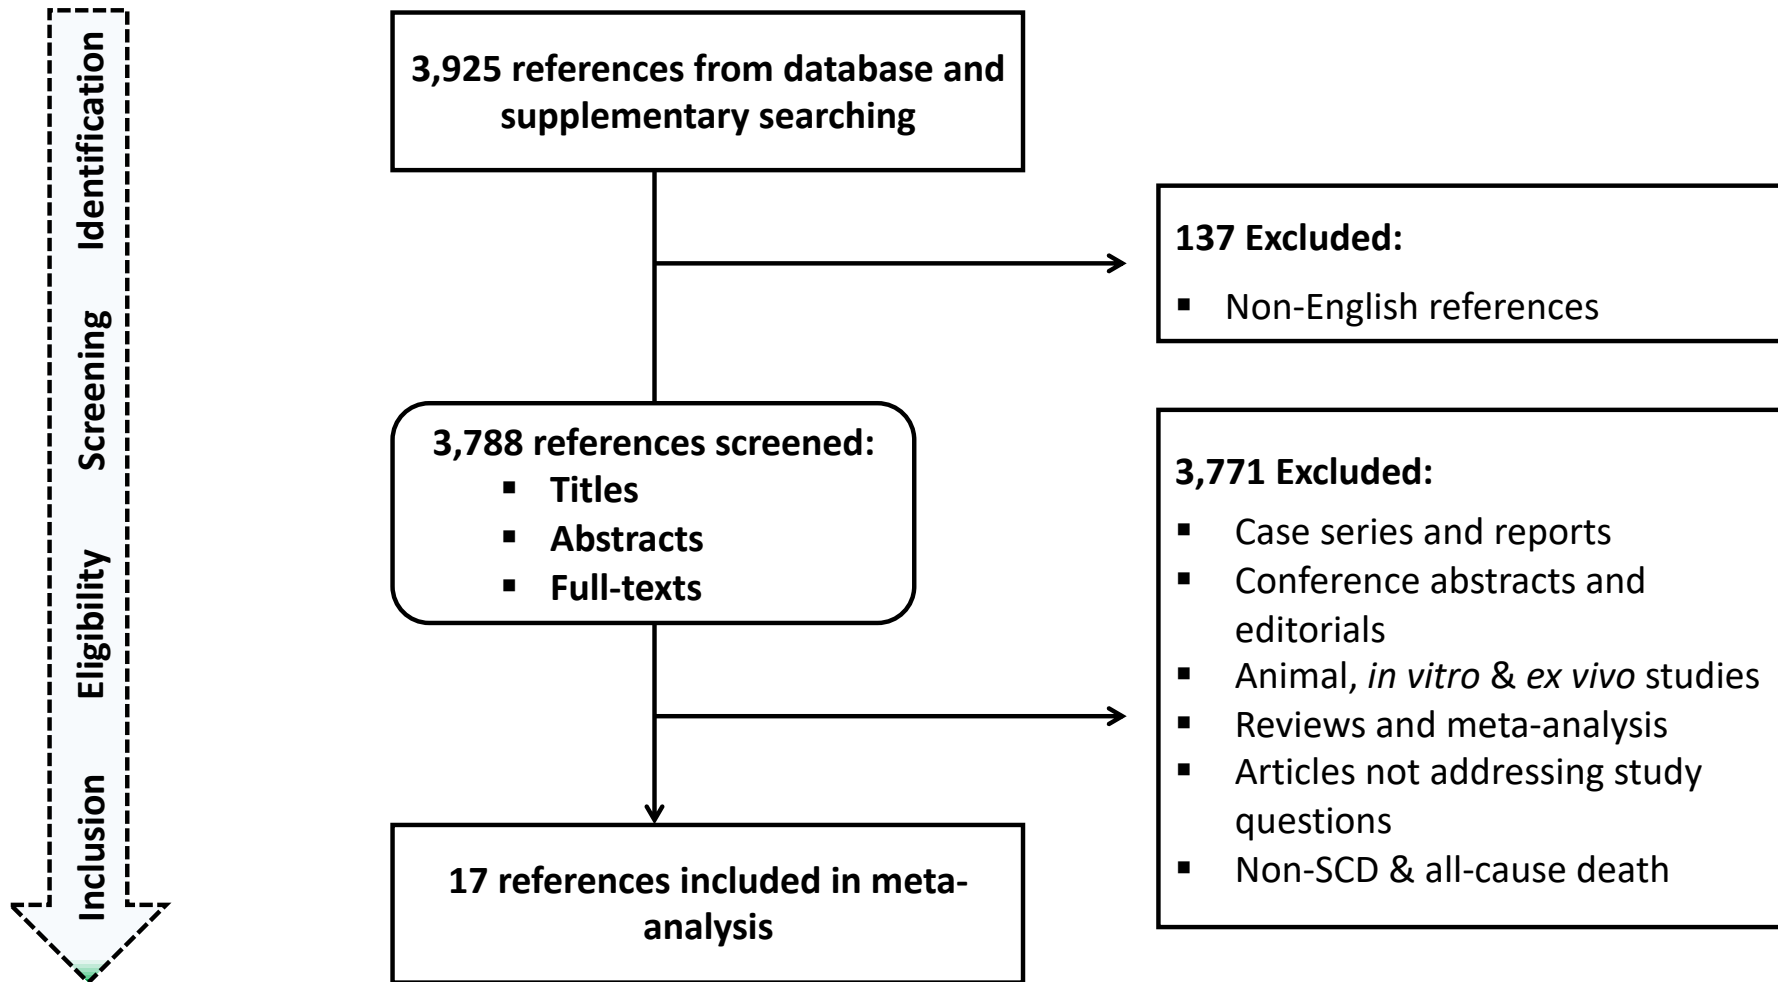 Identification
Screening
Eligibility
Inclusion
3,925 references from database and
supplementary searching
137 Excluded:
▪ Non-English references
3,788 references screened:
▪ Titles
▪ Abstracts
▪ Full-texts
3,771 Excluded:
▪ Case series and reports
▪ Conference abstracts and
editorials
▪ Animal, in vitro & ex vivo studies
▪ Reviews and meta-analysis
▪ Articles not addressing study
questions
▪ Non-SCD & all-cause death
17 references included in meta-
analysis